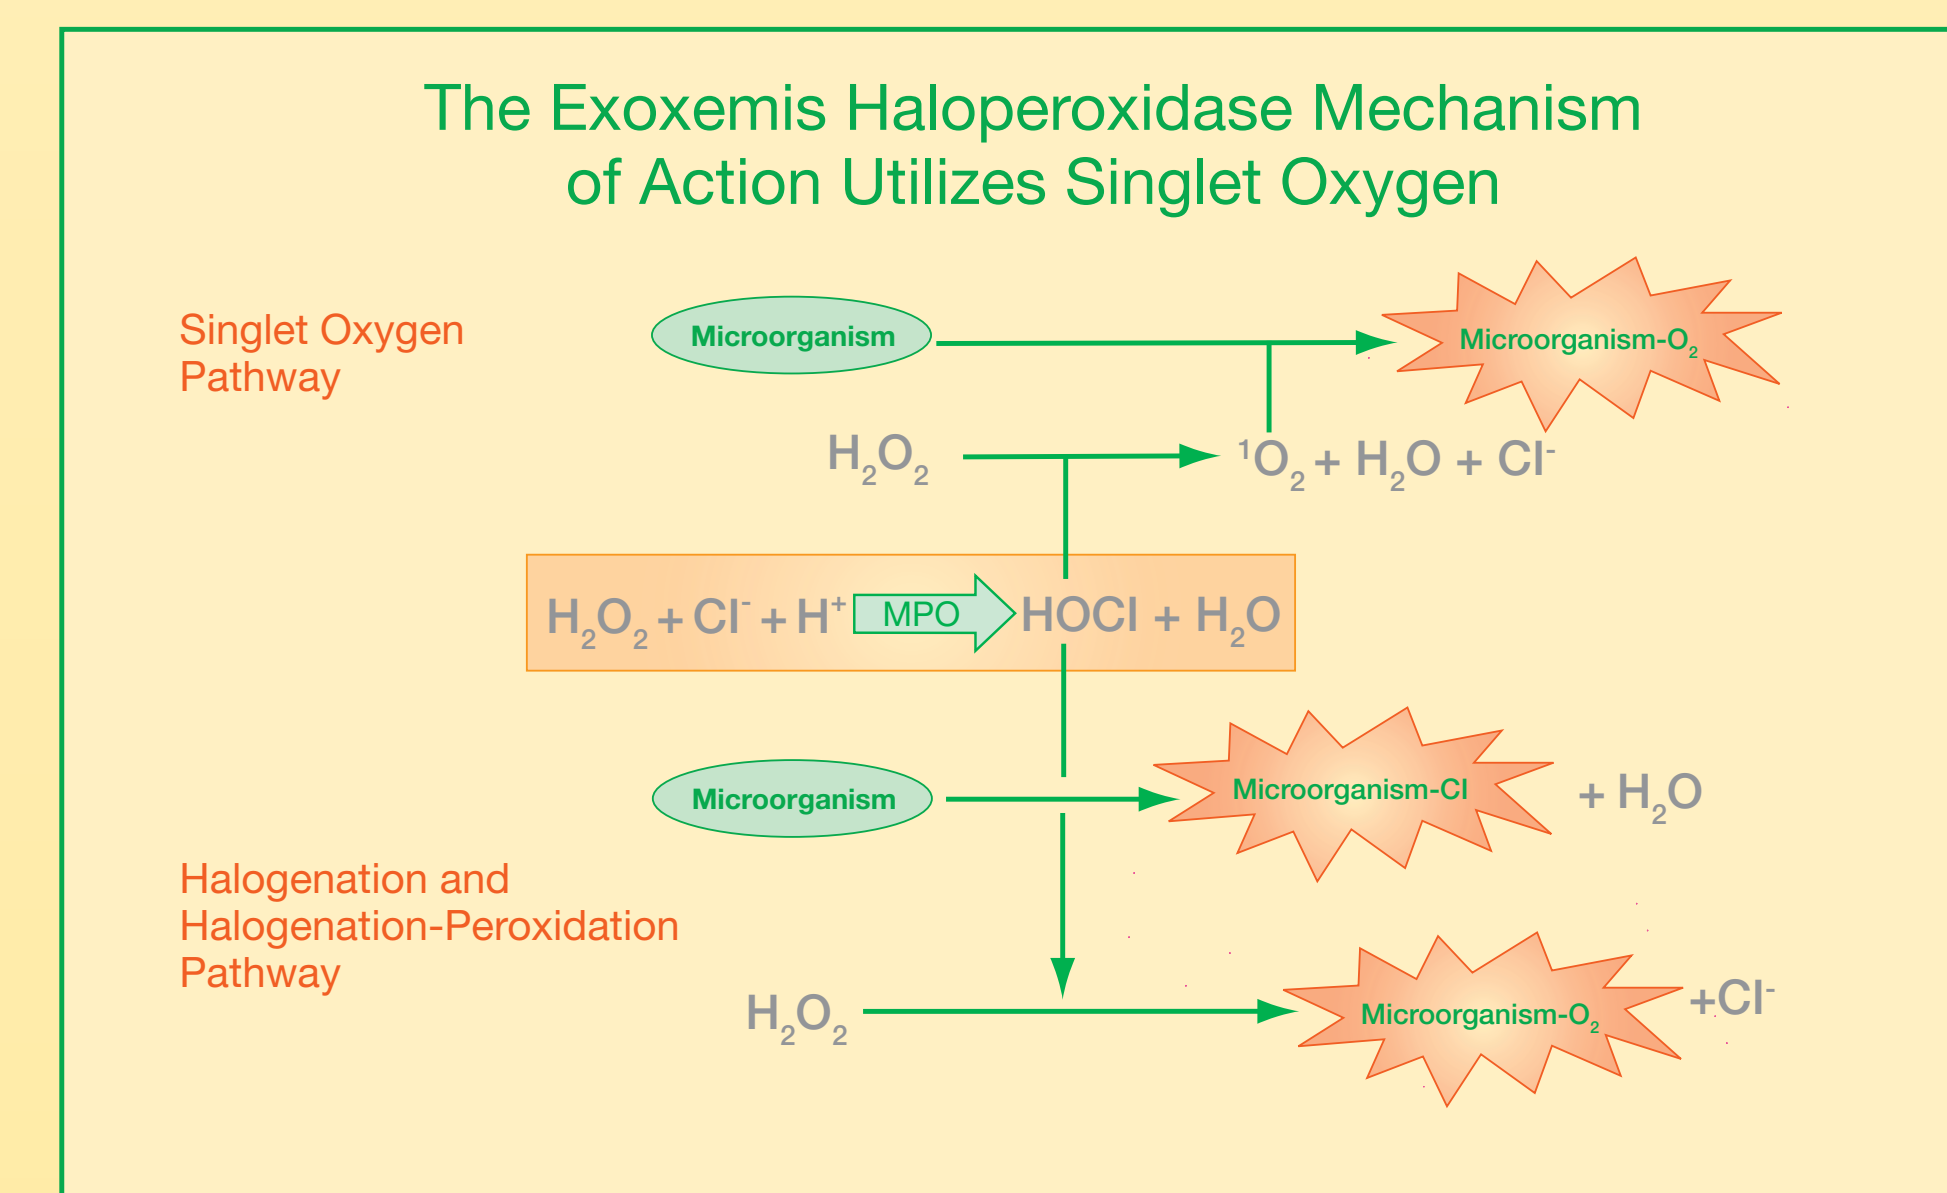 The Exoxemis Haloperoxidase Mechanism
of Action Utilizes Singlet Oxygen
Singlet Oxygen
Pathway
Microorganism
Microorganism-O₂
H₂O₂
¹O₂ + H₂O + Cl⁻
H₂O₂ + Cl⁻ + H⁺ MPO HOCl + H₂O
Microorganism
Microorganism-Cl
+ H₂O
Halogenation and
Halogenation-Peroxidation
Pathway
H₂O₂
Microorganism-O₂
+Cl⁻